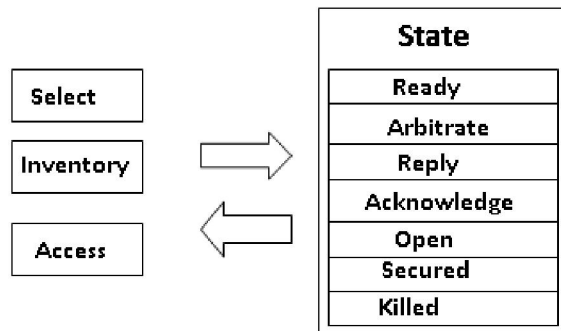 Select
Inventory
Access
State
Ready
Arbitrate
Reply
Acknowledge
Open
Secured
Killed